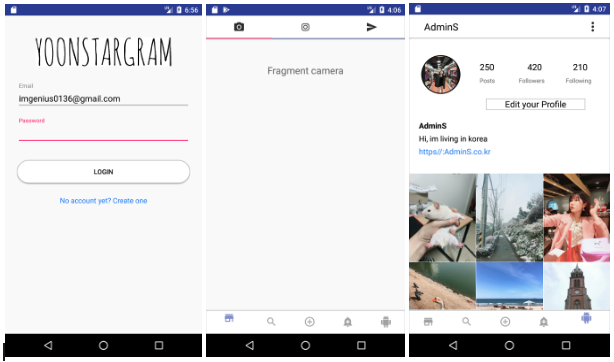 6:56
YOONSTARGRAM
Email
imgenius0136@gmail.com
Password
LOGIN
No account yet? Create one
4:06
Fragment camera
4:07
AdminS
250 420 210
Posts Followers Following
Edit your Profile
AdminS
Hi, im living in korea
https//:AdminS.co.kr